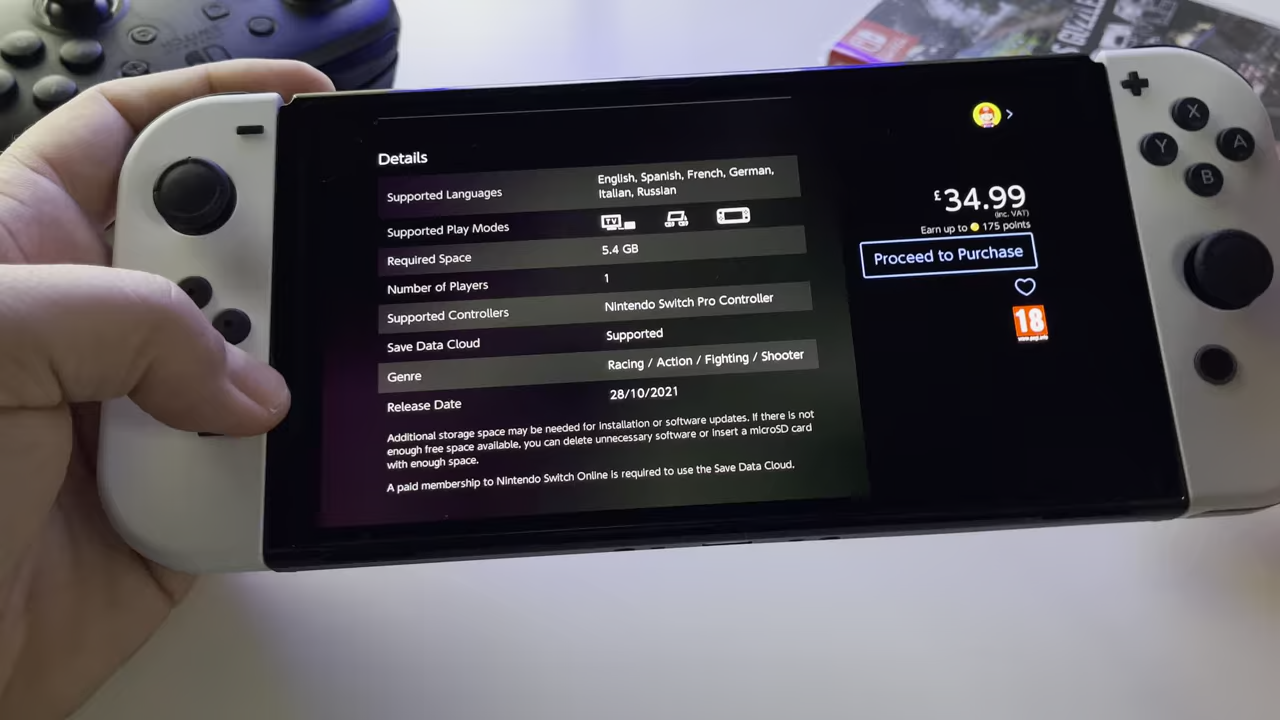 Details
Supported Languages
English, Spanish, French, German,
Italian, Russian
Supported Play Modes
TV
Required Space
5.4 GB
Number of Players
1
Supported Controllers
Nintendo Switch Pro Controller
Save Data Cloud
Supported
Genre
Racing / Action / Fighting / Shooter
Release Date
28/10/2021
Additional storage space may be needed for installation or software updates. If there is not
enough free space available, you can delete unnecessary software or insert a microSD card
with enough space.
A paid membership to Nintendo Switch Online is required to use the Save Data Cloud.
£34.99
(inc. VAT)
Earn up to 175 points
Proceed to Purchase
18
www.pegi.info
X
Y
A
B